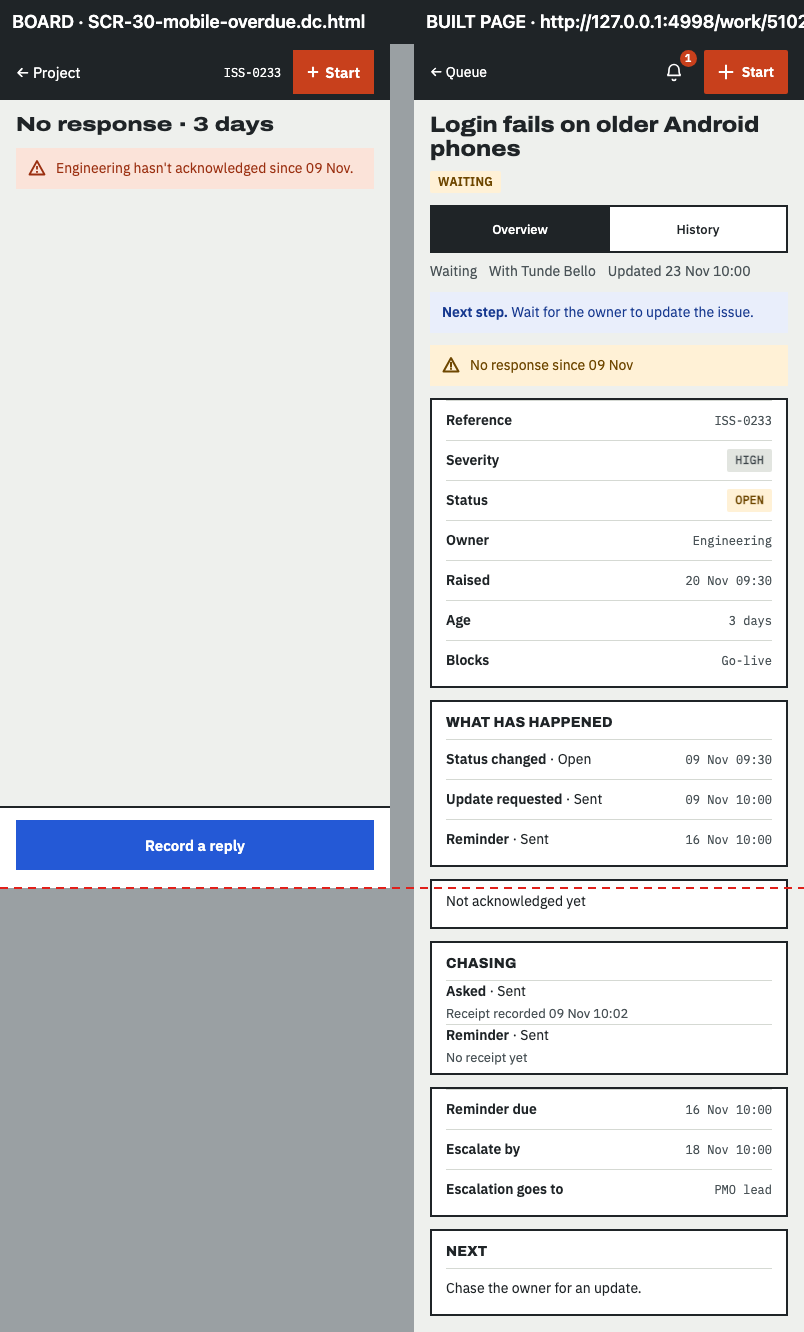 BOARD · SCR-30-mobile-overdue.dc.html
← Project
ISS-0233
+ Start
No response · 3 days
Engineering hasn't acknowledged since 09 Nov.
Record a reply
BUILT PAGE · http://127.0.0.1:4998/work/5102
← Queue
1
+ Start
Login fails on older Android
phones
WAITING
Overview
History
Waiting With Tunde Bello Updated 23 Nov 10:00
Next step. Wait for the owner to update the issue.
No response since 09 Nov
Reference ISS-0233
Severity HIGH
Status OPEN
Owner Engineering
Raised 20 Nov 09:30
Age 3 days
Blocks Go-live
WHAT HAS HAPPENED
Status changed · Open 09 Nov 09:30
Update requested · Sent 09 Nov 10:00
Reminder · Sent 16 Nov 10:00
Not acknowledged yet
CHASING
Asked · Sent
Receipt recorded 09 Nov 10:02
Reminder · Sent
No receipt yet
Reminder due 16 Nov 10:00
Escalate by 18 Nov 10:00
Escalation goes to PMO lead
NEXT
Chase the owner for an update.